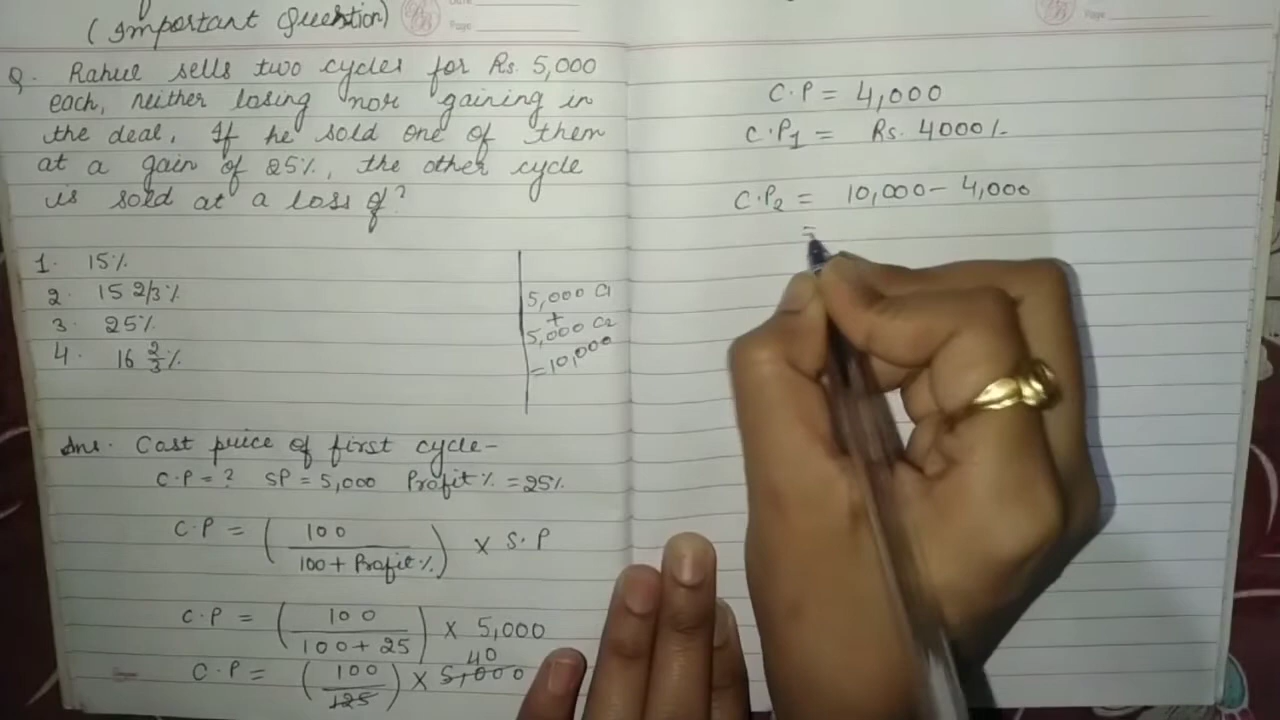 (Important Question)
Q. Rahul sells two cycles for Rs. 5,000
each, neither losing nor gaining in
the deal. If he sold one of them
at a gain of 25%, the other cycle
is sold at a loss of?
1. 15%
2. 15 2/3%
3. 25%
4. 16 2/3%
5,000 C1
+
5,000 C2
=10,000
Ans. Cost price of first cycle-
C.P = ? SP = 5,000 Profit % = 25%
C.P = (100 / 100 + Profit %) × S.P
C.P = (100 / 100 + 25) × 5,000
40
C.P = (100 / 125) × 5,000
Page
Page
C.P = 4,000
C.P1 = Rs. 4000/-
C.P2 = 10,000 - 4,000
=